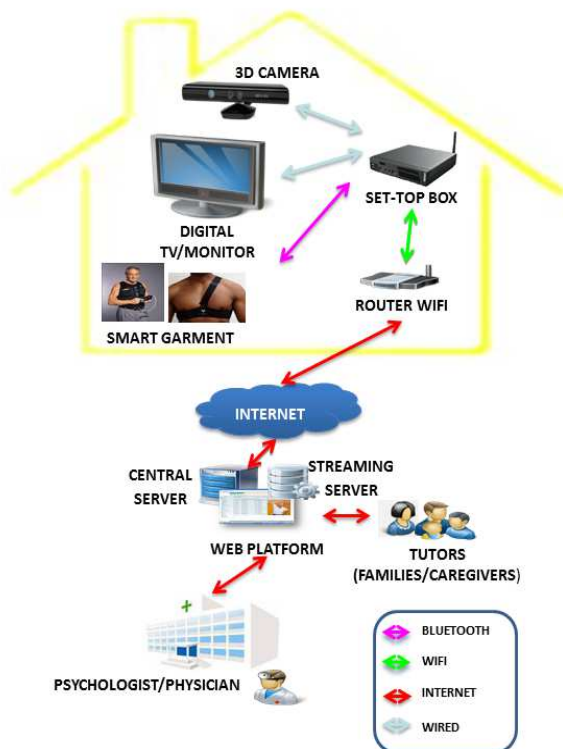 3D CAMERA
SET-TOP BOX
DIGITAL
TV/MONITOR
ROUTER WIFI
SMART GARMENT
INTERNET
CENTRAL
SERVER
STREAMING
SERVER
WEB PLATFORM
TUTORS
(FAMILIES/CAREGIVERS)
PSYCHOLOGIST/PHYSICIAN
BLUETOOTH
WIFI
INTERNET
WIRED